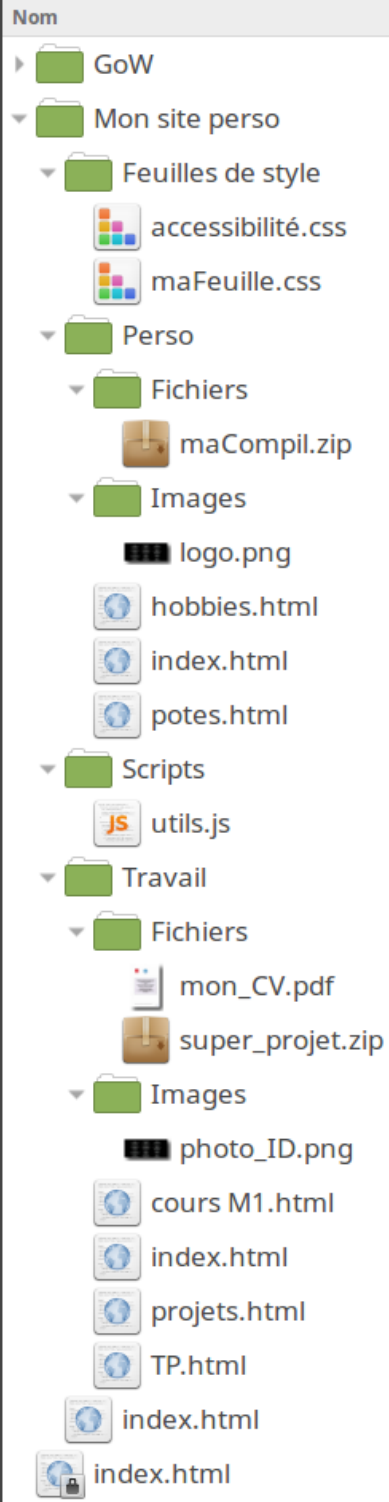 Nom
GoW
Mon site perso
Feuilles de style
accessibilité.css
maFeuille.css
Perso
Fichiers
maCompil.zip
Images
logo.png
hobbies.html
index.html
potes.html
Scripts
JS utils.js
Travail
Fichiers
mon_CV.pdf
super_projet.zip
Images
photo_ID.png
cours M1.html
index.html
projets.html
TP.html
index.html
index.html